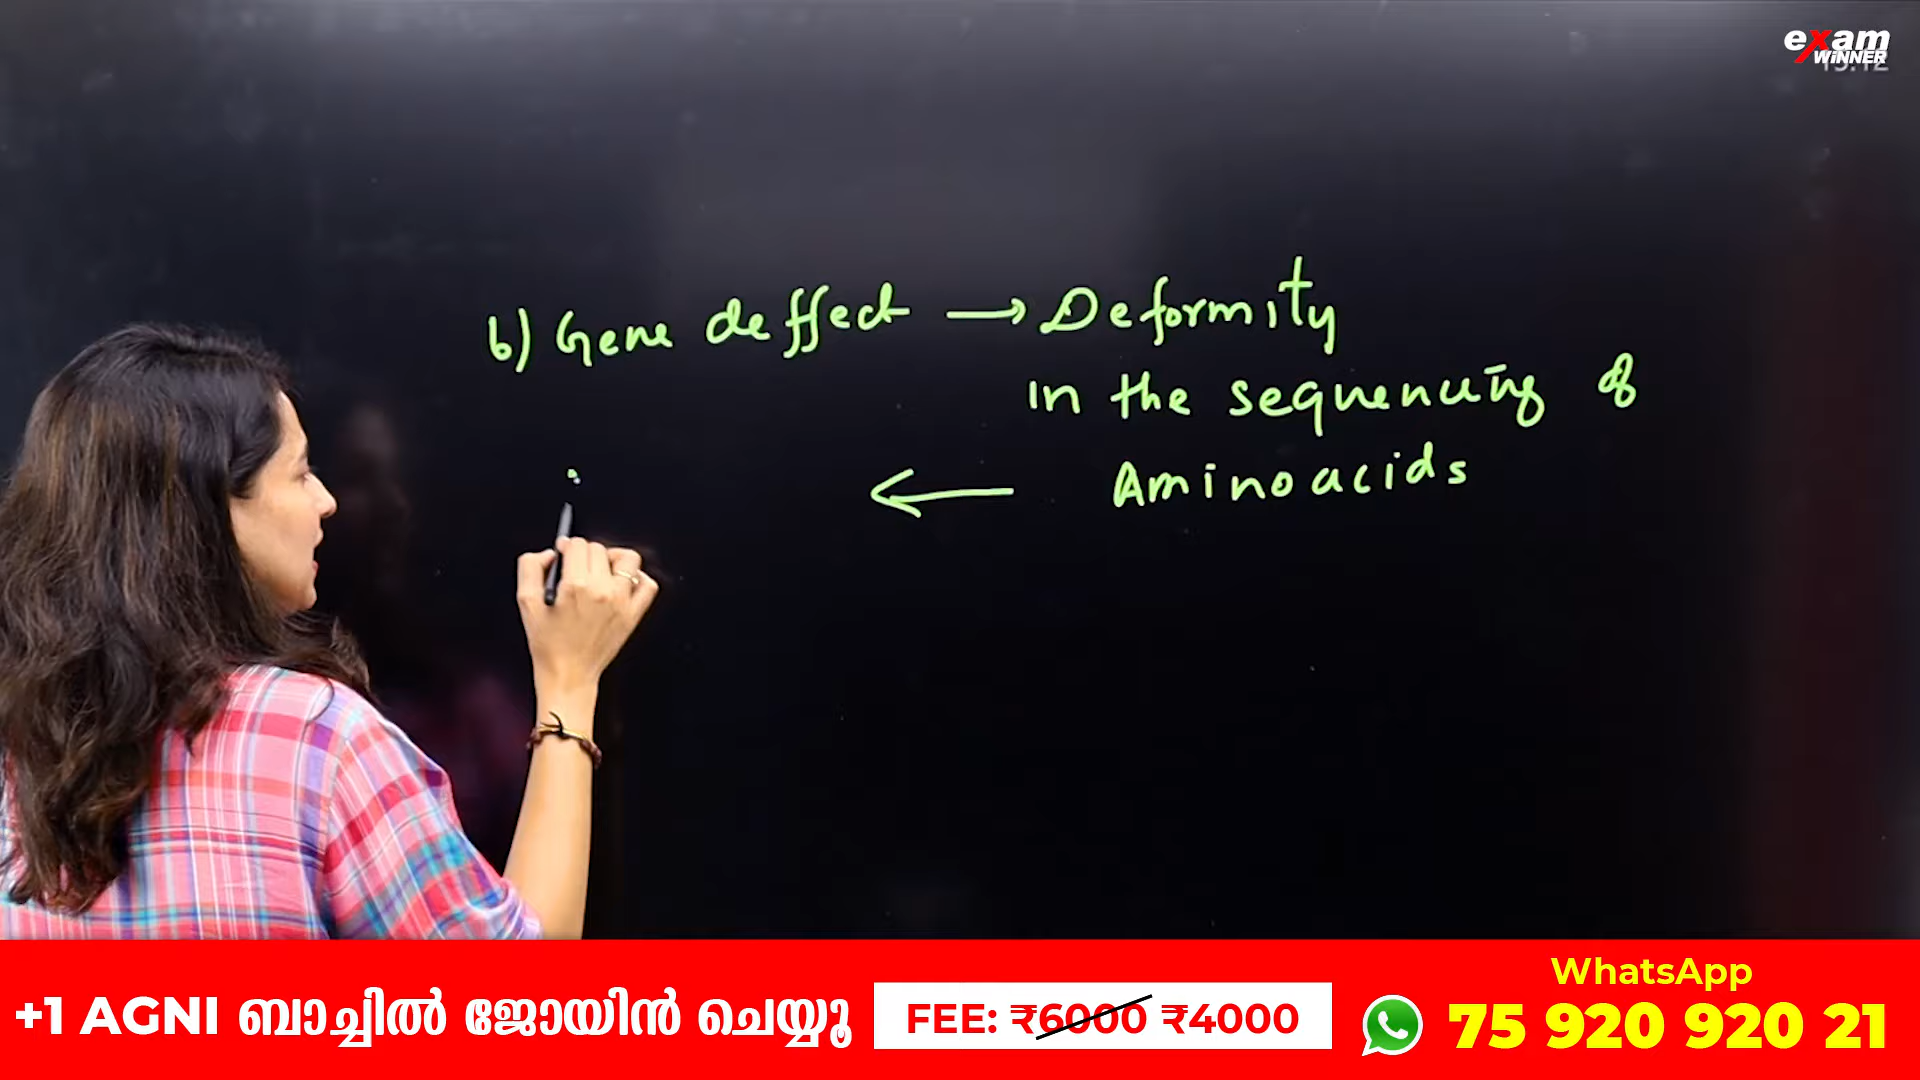 exam
WiNNER
b) Gene deffect → Deformity
in the sequencing of
← Aminoacids
+1 AGNI ബാച്ചിൽ ജോയിൻ ചെയ്യൂ
FEE: ₹6000 ₹4000
WhatsApp
75 920 920 21